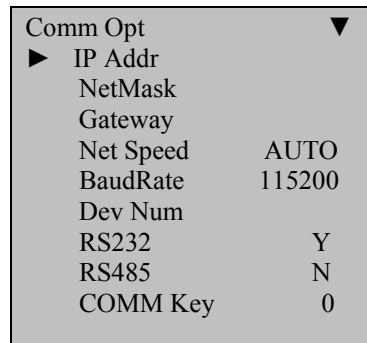 Comm Opt ▼
► IP Addr
NetMask
Gateway
Net Speed AUTO
BaudRate 115200
Dev Num
RS232 Y
RS485 N
COMM Key 0